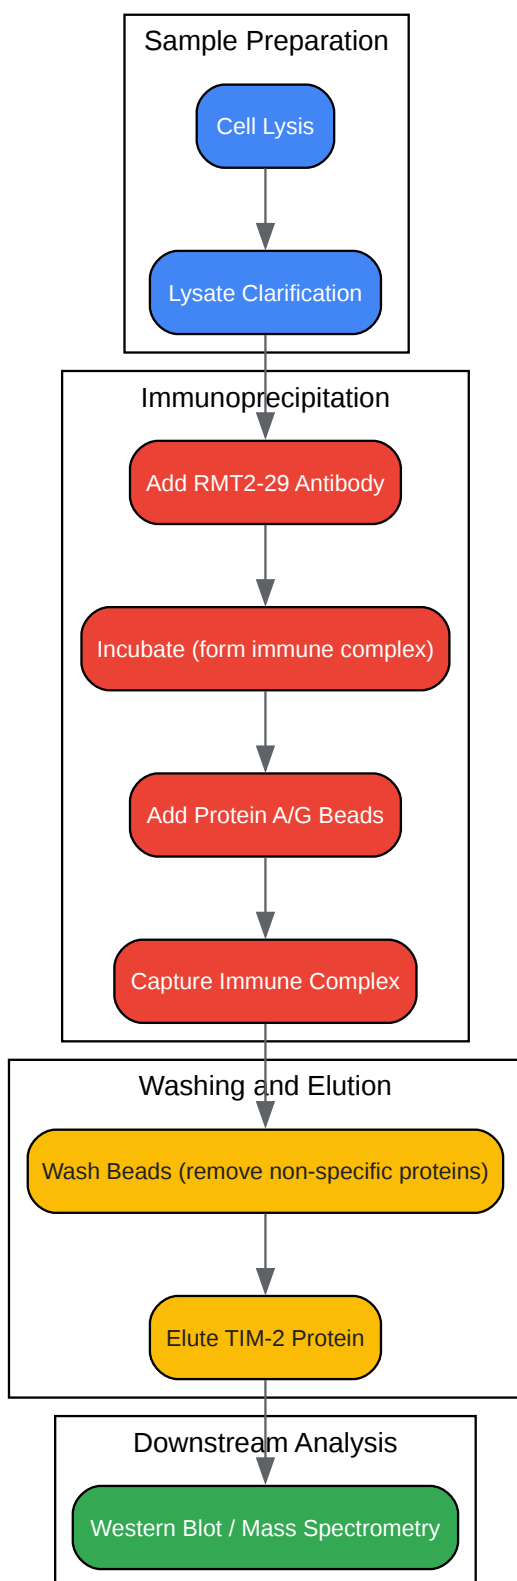 Sample Preparation
Cell Lysis
Lysate Clarification
Immunoprecipitation
Add RMT2-29 Antibody
Incubate (form immune complex)
Add Protein A/G Beads
Capture Immune Complex
Washing and Elution
Wash Beads (remove non-specific proteins)
Elute TIM-2 Protein
Downstream Analysis
Western Blot / Mass Spectrometry